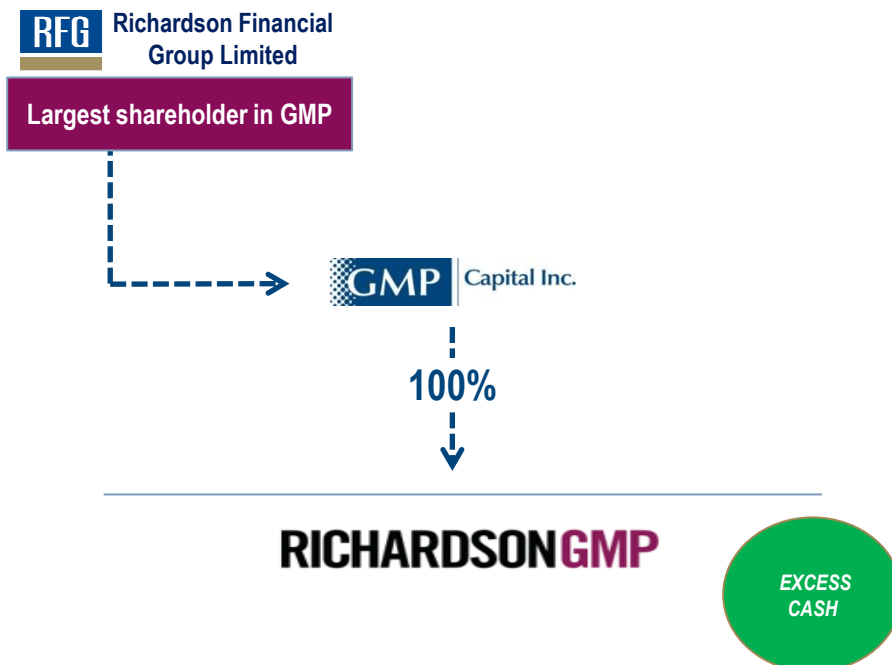 RFG
Richardson Financial
Group Limited
Largest shareholder in GMP
GMP Capital Inc.
100%
RICHARDSONGMP
EXCESS
CASH